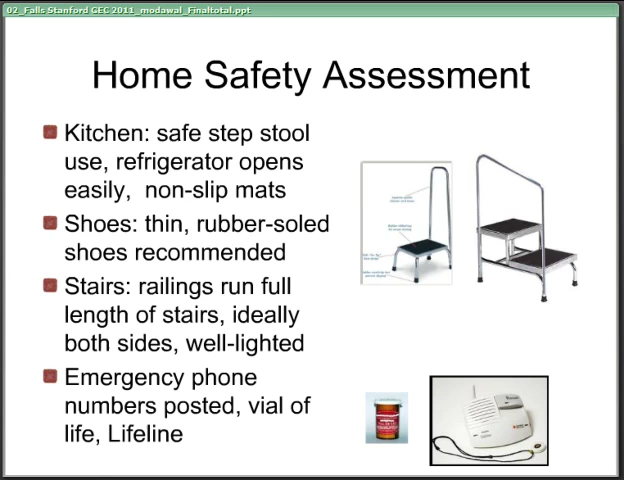 02_Falls Stanford GEC 2011_modawal_Finaltotal.ppt
Home Safety Assessment
Kitchen: safe step stool
use, refrigerator opens
easily, non-slip mats
Shoes: thin, rubber-soled
shoes recommended
Stairs: railings run full
length of stairs, ideally
both sides, well-lighted
Emergency phone
numbers posted, vial of
life, Lifeline